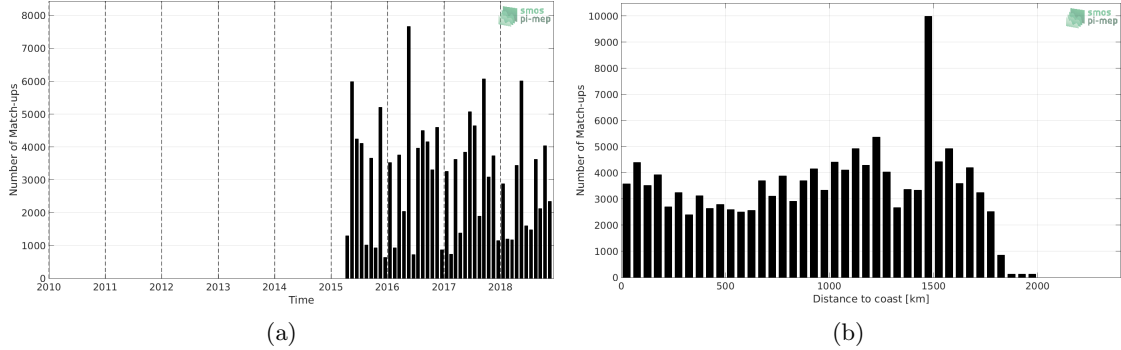 8000
7000
6000
5000
4000
3000
2000
1000
0
Number of Match-ups
2010 2011 2012 2013 2014 2015 2016 2017 2018
Time
smos
pi-mep
(a)
10000
9000
8000
7000
6000
5000
4000
3000
2000
1000
0
Number of Match-ups
0 500 1000 1500 2000
Distance to coast [km]
smos
pi-mep
(b)